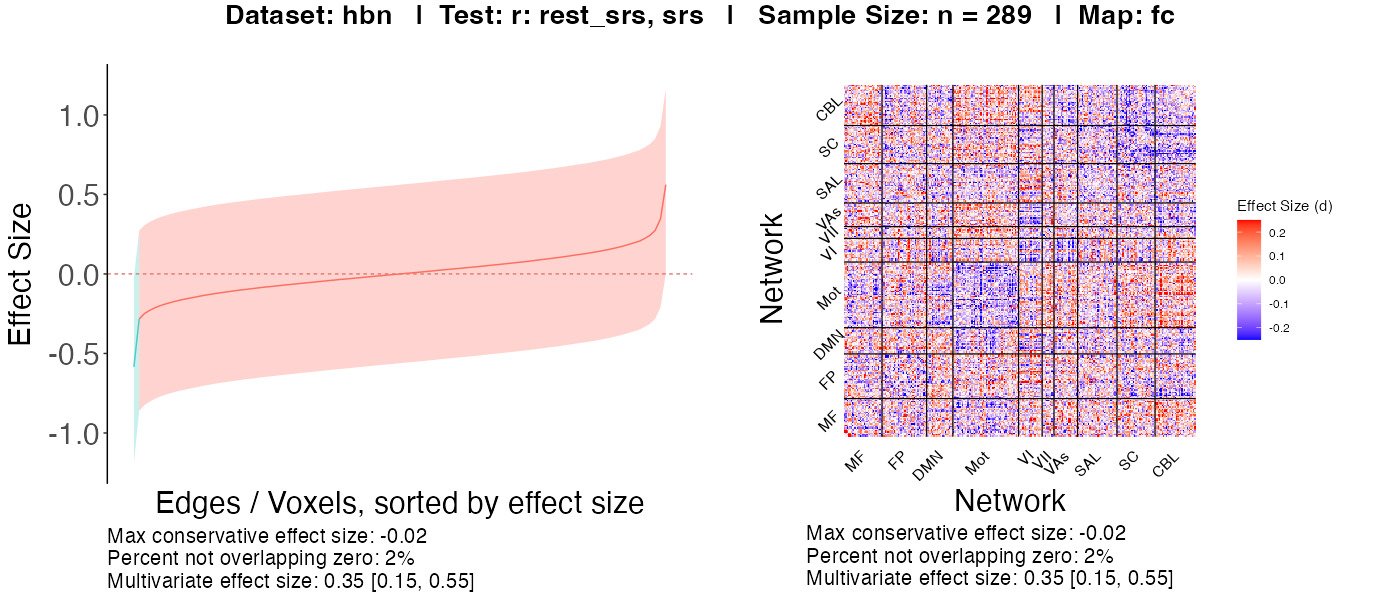 Dataset: hbn | Test: r: rest_srs, srs | Sample Size: n = 289 | Map: fc
Effect Size
1.0
0.5
0.0
-0.5
-1.0
Edges / Voxels, sorted by effect size
Max conservative effect size: -0.02
Percent not overlapping zero: 2%
Multivariate effect size: 0.35 [0.15, 0.55]
Network
CBL
SC
SAL
VAs
VII
VI
Mot
DMN
FP
MF
MF
FP
DMN
Mot
VI
VII
VAs
SAL
SC
CBL
Network
Max conservative effect size: -0.02
Percent not overlapping zero: 2%
Multivariate effect size: 0.35 [0.15, 0.55]
Effect Size (d)
0.2
0.1
0.0
-0.1
-0.2